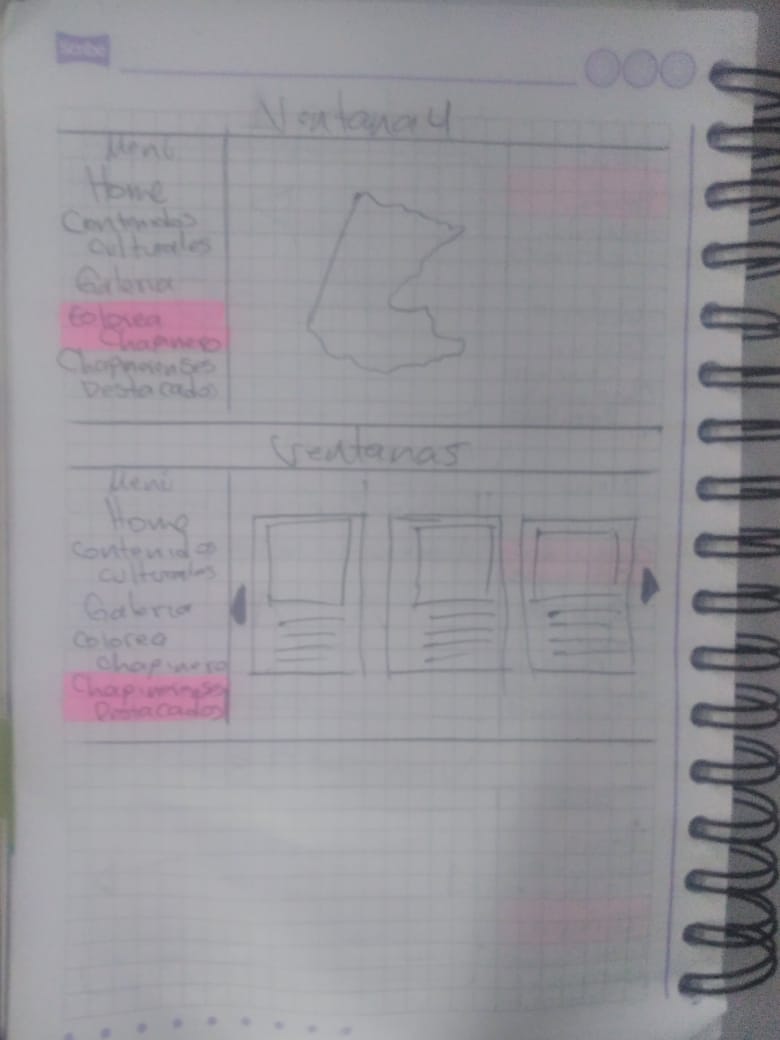 Scribe
Ventana 4
Menú
Home
Contenidos
culturales
Galeria
Colorea
Chapinero
Chapinerenses
Destacados
Ventana 5
Menú
Home
Contenidos
culturales
Galeria
Colorea
Chapinero
Chapinerenses
Destacados